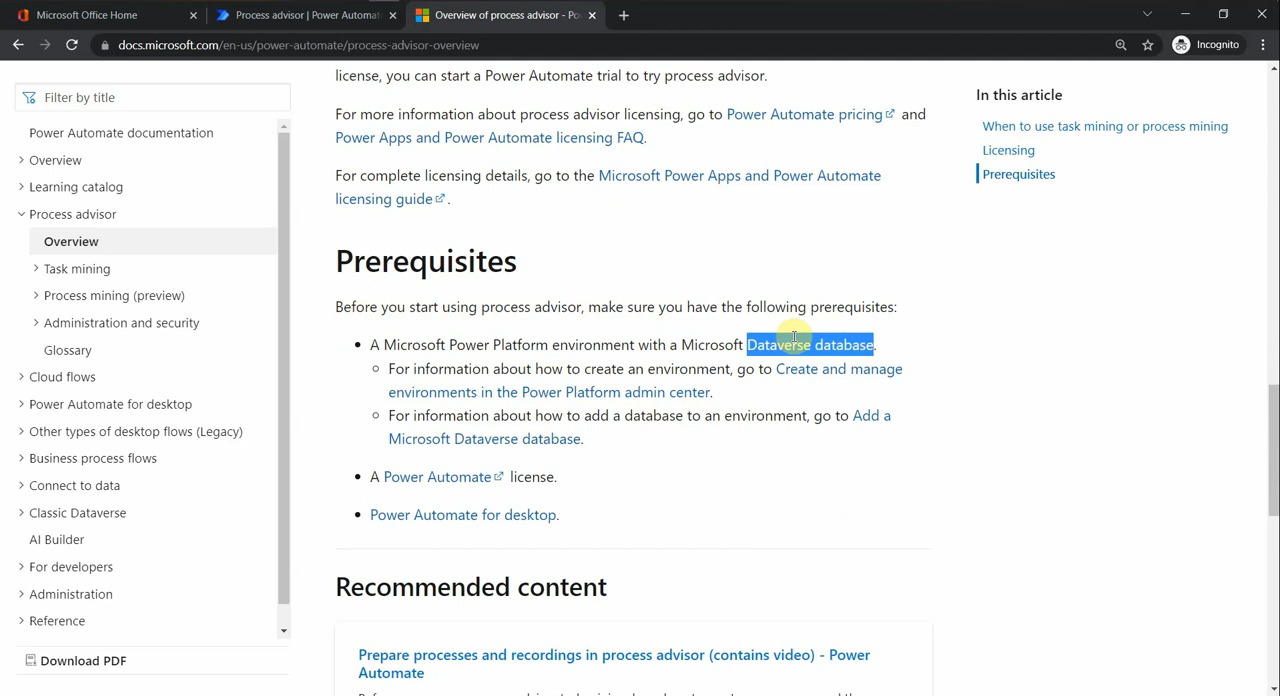 Microsoft Office Home
Process advisor | Power Automat
Overview of process advisor - Po
docs.microsoft.com/en-us/power-automate/process-advisor-overview
Incognito
Filter by title
Power Automate documentation
Overview
Learning catalog
Process advisor
Overview
Task mining
Process mining (preview)
Administration and security
Glossary
Cloud flows
Power Automate for desktop
Other types of desktop flows (Legacy)
Business process flows
Connect to data
Classic Dataverse
AI Builder
For developers
Administration
Reference
Download PDF
license, you can start a Power Automate trial to try process advisor.
For more information about process advisor licensing, go to Power Automate pricing and
Power Apps and Power Automate licensing FAQ.
For complete licensing details, go to the Microsoft Power Apps and Power Automate
licensing guide.
Prerequisites
Before you start using process advisor, make sure you have the following prerequisites:
• A Microsoft Power Platform environment with a Microsoft Dataverse database.
For information about how to create an environment, go to Create and manage
environments in the Power Platform admin center.
For information about how to add a database to an environment, go to Add a
Microsoft Dataverse database.
• A Power Automate license.
• Power Automate for desktop.
Recommended content
Prepare processes and recordings in process advisor (contains video) - Power
Automate
In this article
When to use task mining or process mining
Licensing
Prerequisites